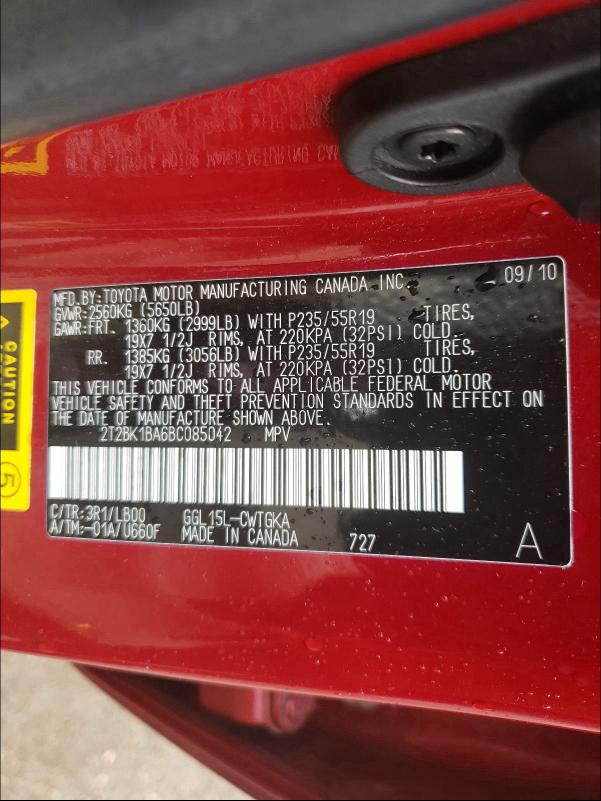 MFD.BY:TOYOTA MOTOR MANUFACTURING CANADA INC. 09/10
GVWR:2560KG (5650LB)
GAWR:FRT. 1360KG (2999LB) WITH P235/55R19 TIRES,
19X7 1/2J RIMS, AT 220KPA (32PSI) COLD.
RR. 1385KG (3056LB) WITH P235/55R19 TIRES,
19X7 1/2J RIMS, AT 220KPA (32PSI) COLD.
THIS VEHICLE CONFORMS TO ALL APPLICABLE FEDERAL MOTOR
VEHICLE SAFETY AND THEFT PREVENTION STANDARDS IN EFFECT ON
THE DATE OF MANUFACTURE SHOWN ABOVE.
2T2BK1BA6BC085042 MPV
C/TR:3R1/LB00 GGL15L-CWTGKA
A/TM:-01A/U660F MADE IN CANADA 727 A
CAUTION
5